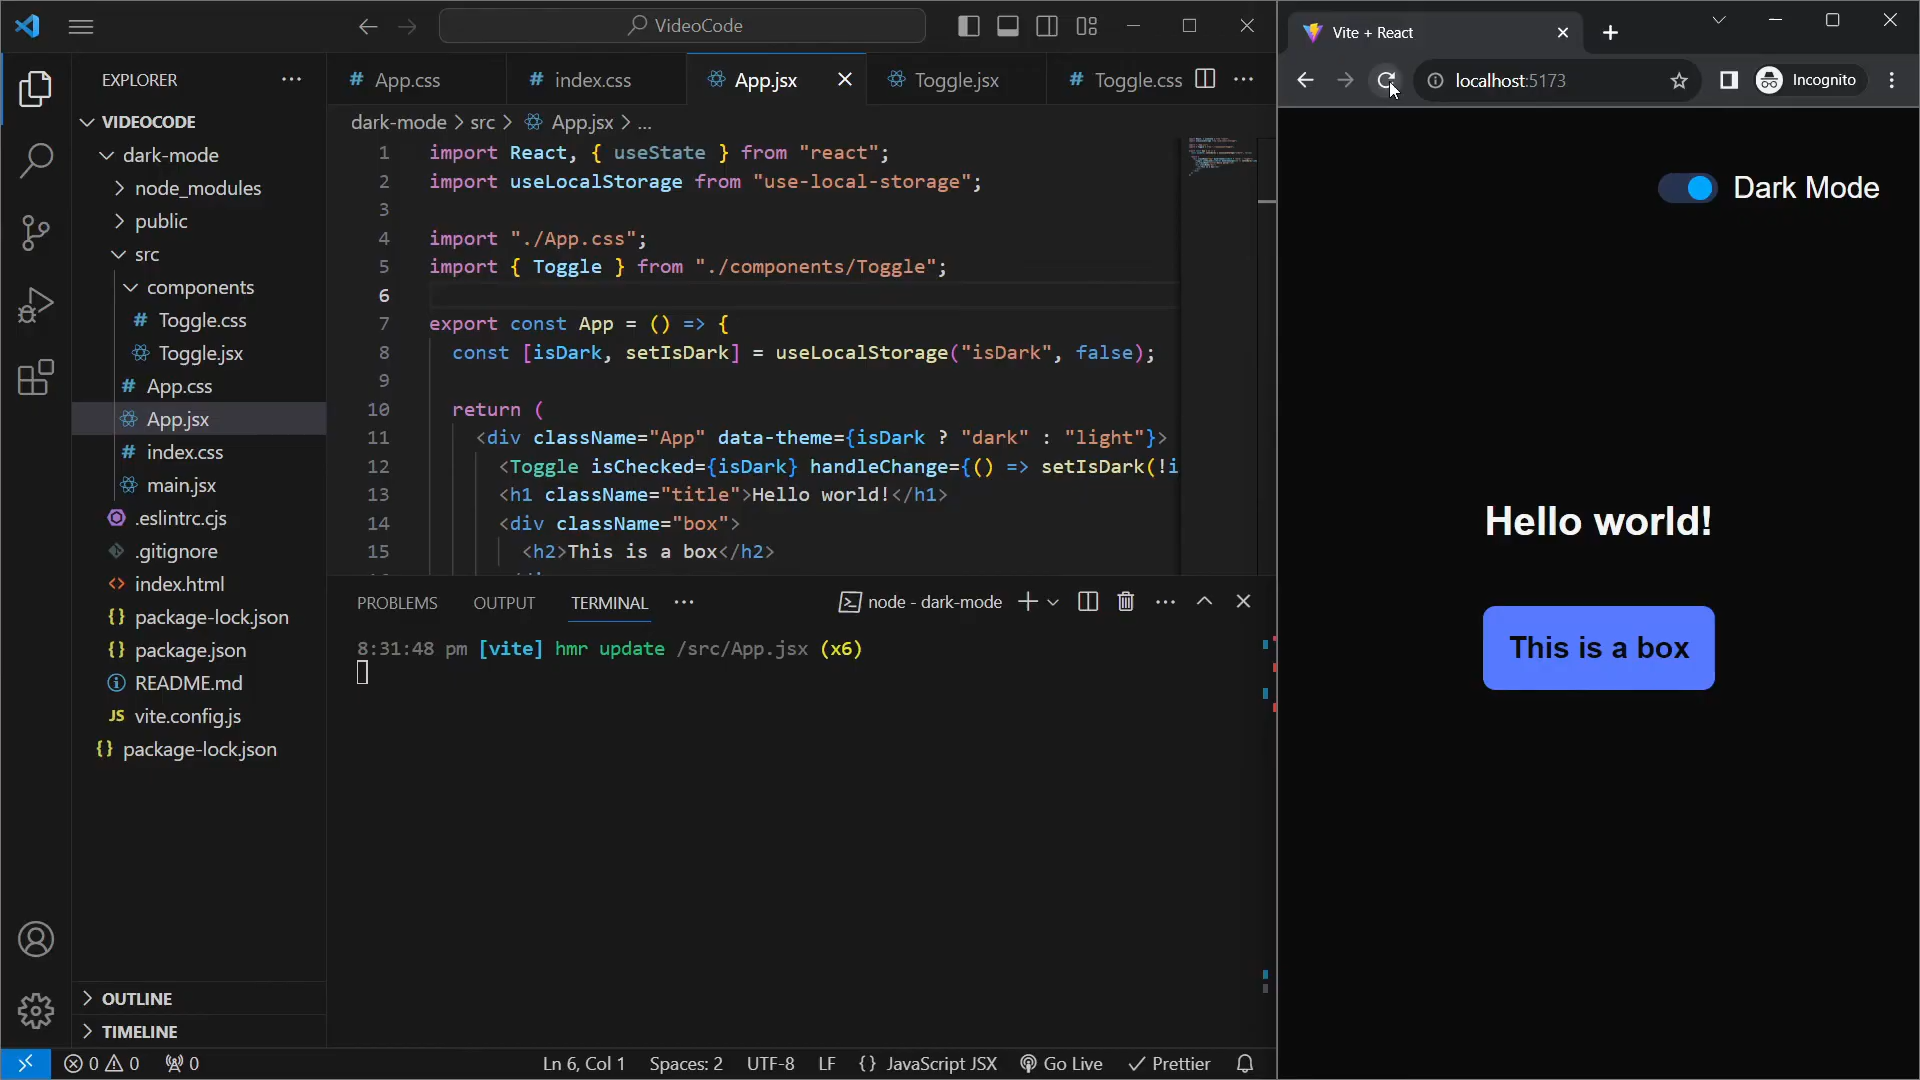 VideoCode
EXPLORER
VIDEOCODE
dark-mode
node_modules
public
src
components
# Toggle.css
Toggle.jsx
# App.css
App.jsx
# index.css
main.jsx
.eslintrc.cjs
.gitignore
<> index.html
{} package-lock.json
{} package.json
README.md
JS vite.config.js
{} package-lock.json
OUTLINE
TIMELINE
# App.css
# index.css
App.jsx
Toggle.jsx
# Toggle.css
dark-mode > src > App.jsx > ...
1 import React, { useState } from "react";
2 import useLocalStorage from "use-local-storage";
3
4 import "./App.css";
5 import { Toggle } from "./components/Toggle";
6
7 export const App = () => {
8 const [isDark, setIsDark] = useLocalStorage("isDark", false);
9
10 return (
11 <div className="App" data-theme={isDark ? "dark" : "light"}>
12 <Toggle isChecked={isDark} handleChange={() => setIsDark(!i
13 <h1 className="title">Hello world!</h1>
14 <div className="box">
15 <h2>This is a box</h2>
PROBLEMS OUTPUT TERMINAL ...
node - dark-mode
8:31:48 pm [vite] hmr update /src/App.jsx (x6)
0 0 0
Ln 6, Col 1 Spaces: 2 UTF-8 LF {} JavaScript JSX Go Live Prettier
Vite + React
localhost:5173
Incognito
Dark Mode
Hello world!
This is a box